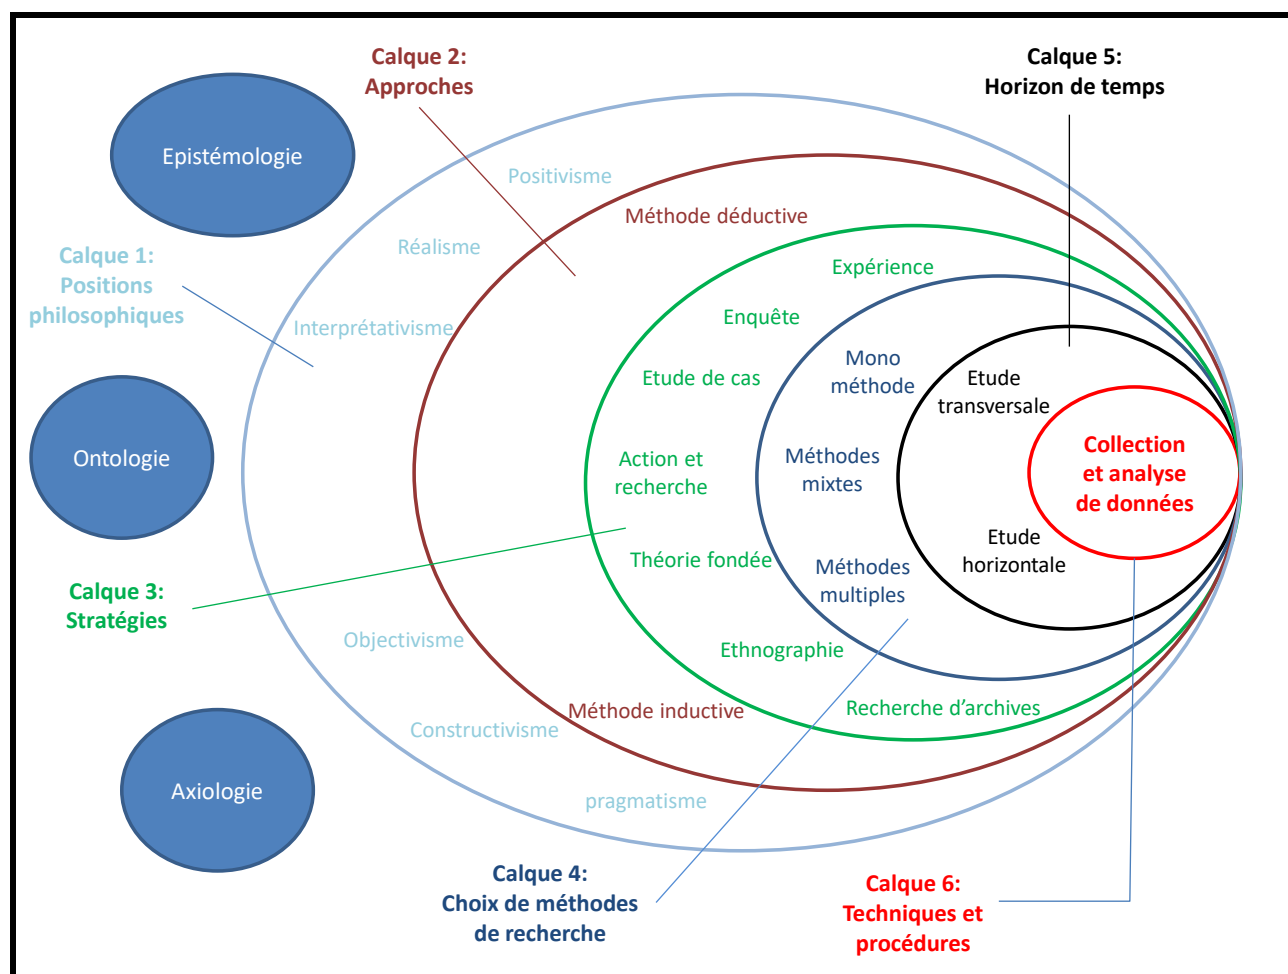 Calque 2:
Approches
Calque 5:
Horizon de temps
Epistémologie
Positivisme
Méthode déductive
Réalisme
Calque 1:
Positions
philosophiques
Expérience
Interprétativisme
Enquête
Mono
méthode
Etude de cas
Etude
transversale
Ontologie
Action et
recherche
Méthodes
mixtes
Collection
et analyse
de données
Etude
horizontale
Théorie fondée
Méthodes
multiples
Calque 3:
Stratégies
Objectivisme
Ethnographie
Méthode inductive
Recherche d’archives
Constructivisme
Axiologie
pragmatisme
Calque 4:
Choix de méthodes
de recherche
Calque 6:
Techniques et
procédures